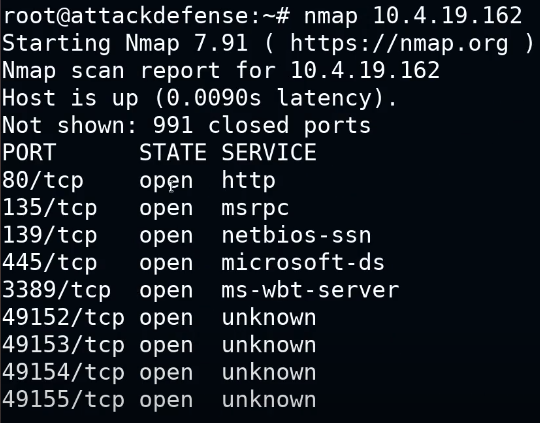 root@attackdefense:~# nmap 10.4.19.162
Starting Nmap 7.91 ( https://nmap.org )
Nmap scan report for 10.4.19.162
Host is up (0.0090s latency).
Not shown: 991 closed ports
PORT      STATE SERVICE
80/tcp    open  http
135/tcp   open  msrpc
139/tcp   open  netbios-ssn
445/tcp   open  microsoft-ds
3389/tcp  open  ms-wbt-server
49152/tcp open  unknown
49153/tcp open  unknown
49154/tcp open  unknown
49155/tcp open  unknown